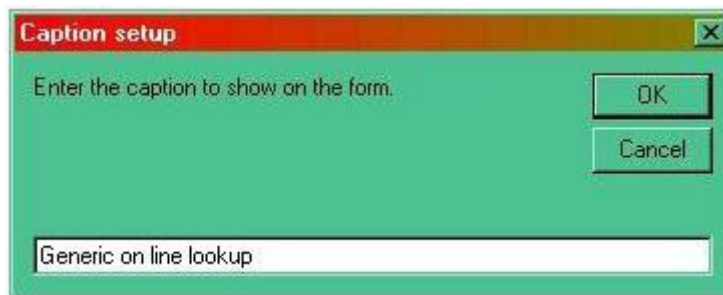 Caption setup
Enter the caption to show on the form.
OK
Cancel
Generic on line lookup